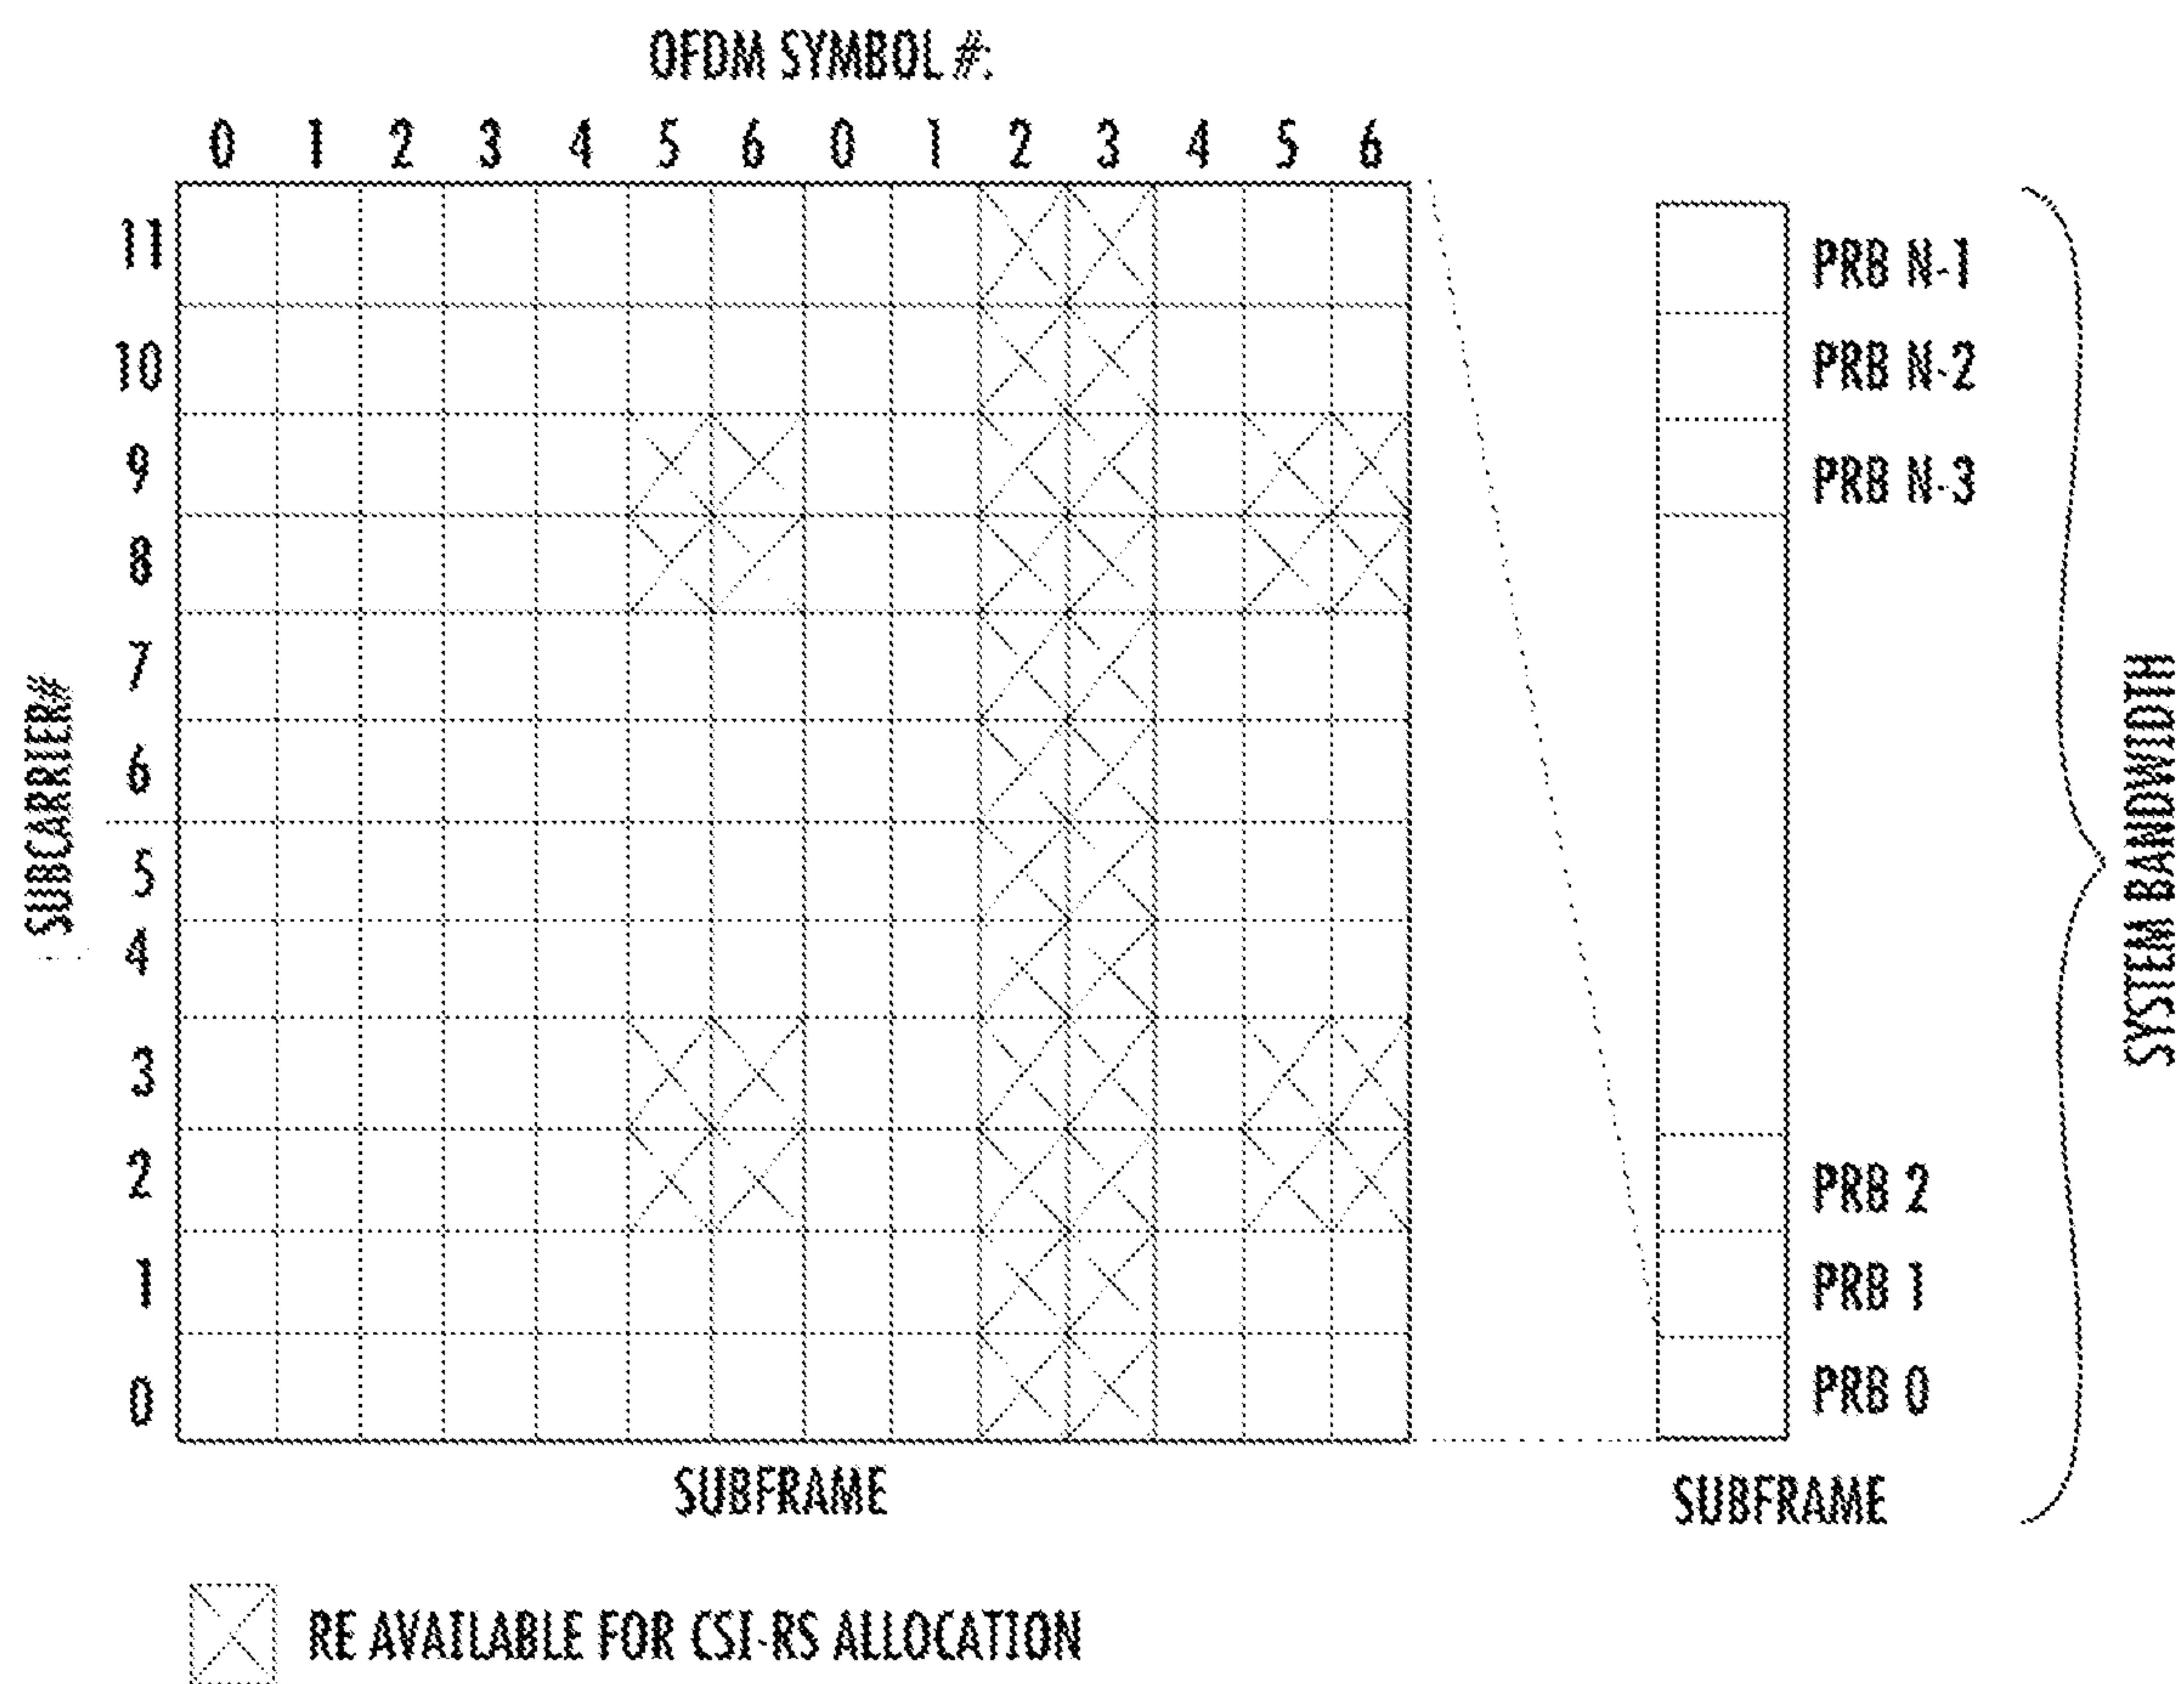 OFDM SYMBOL #:
0 1 2 3 4 5 6 0 1 2 3 4 5 6
SUBCARRIER#
11
10
9
8
7
6
5
4
3
2
1
0
SUBFRAME
PRB N-1
PRB N-2
PRB N-3
PRB 2
PRB 1
PRB 0
SUBFRAME
SYSTEM BANDWIDTH
RE AVAILABLE FOR CSI-RS ALLOCATION